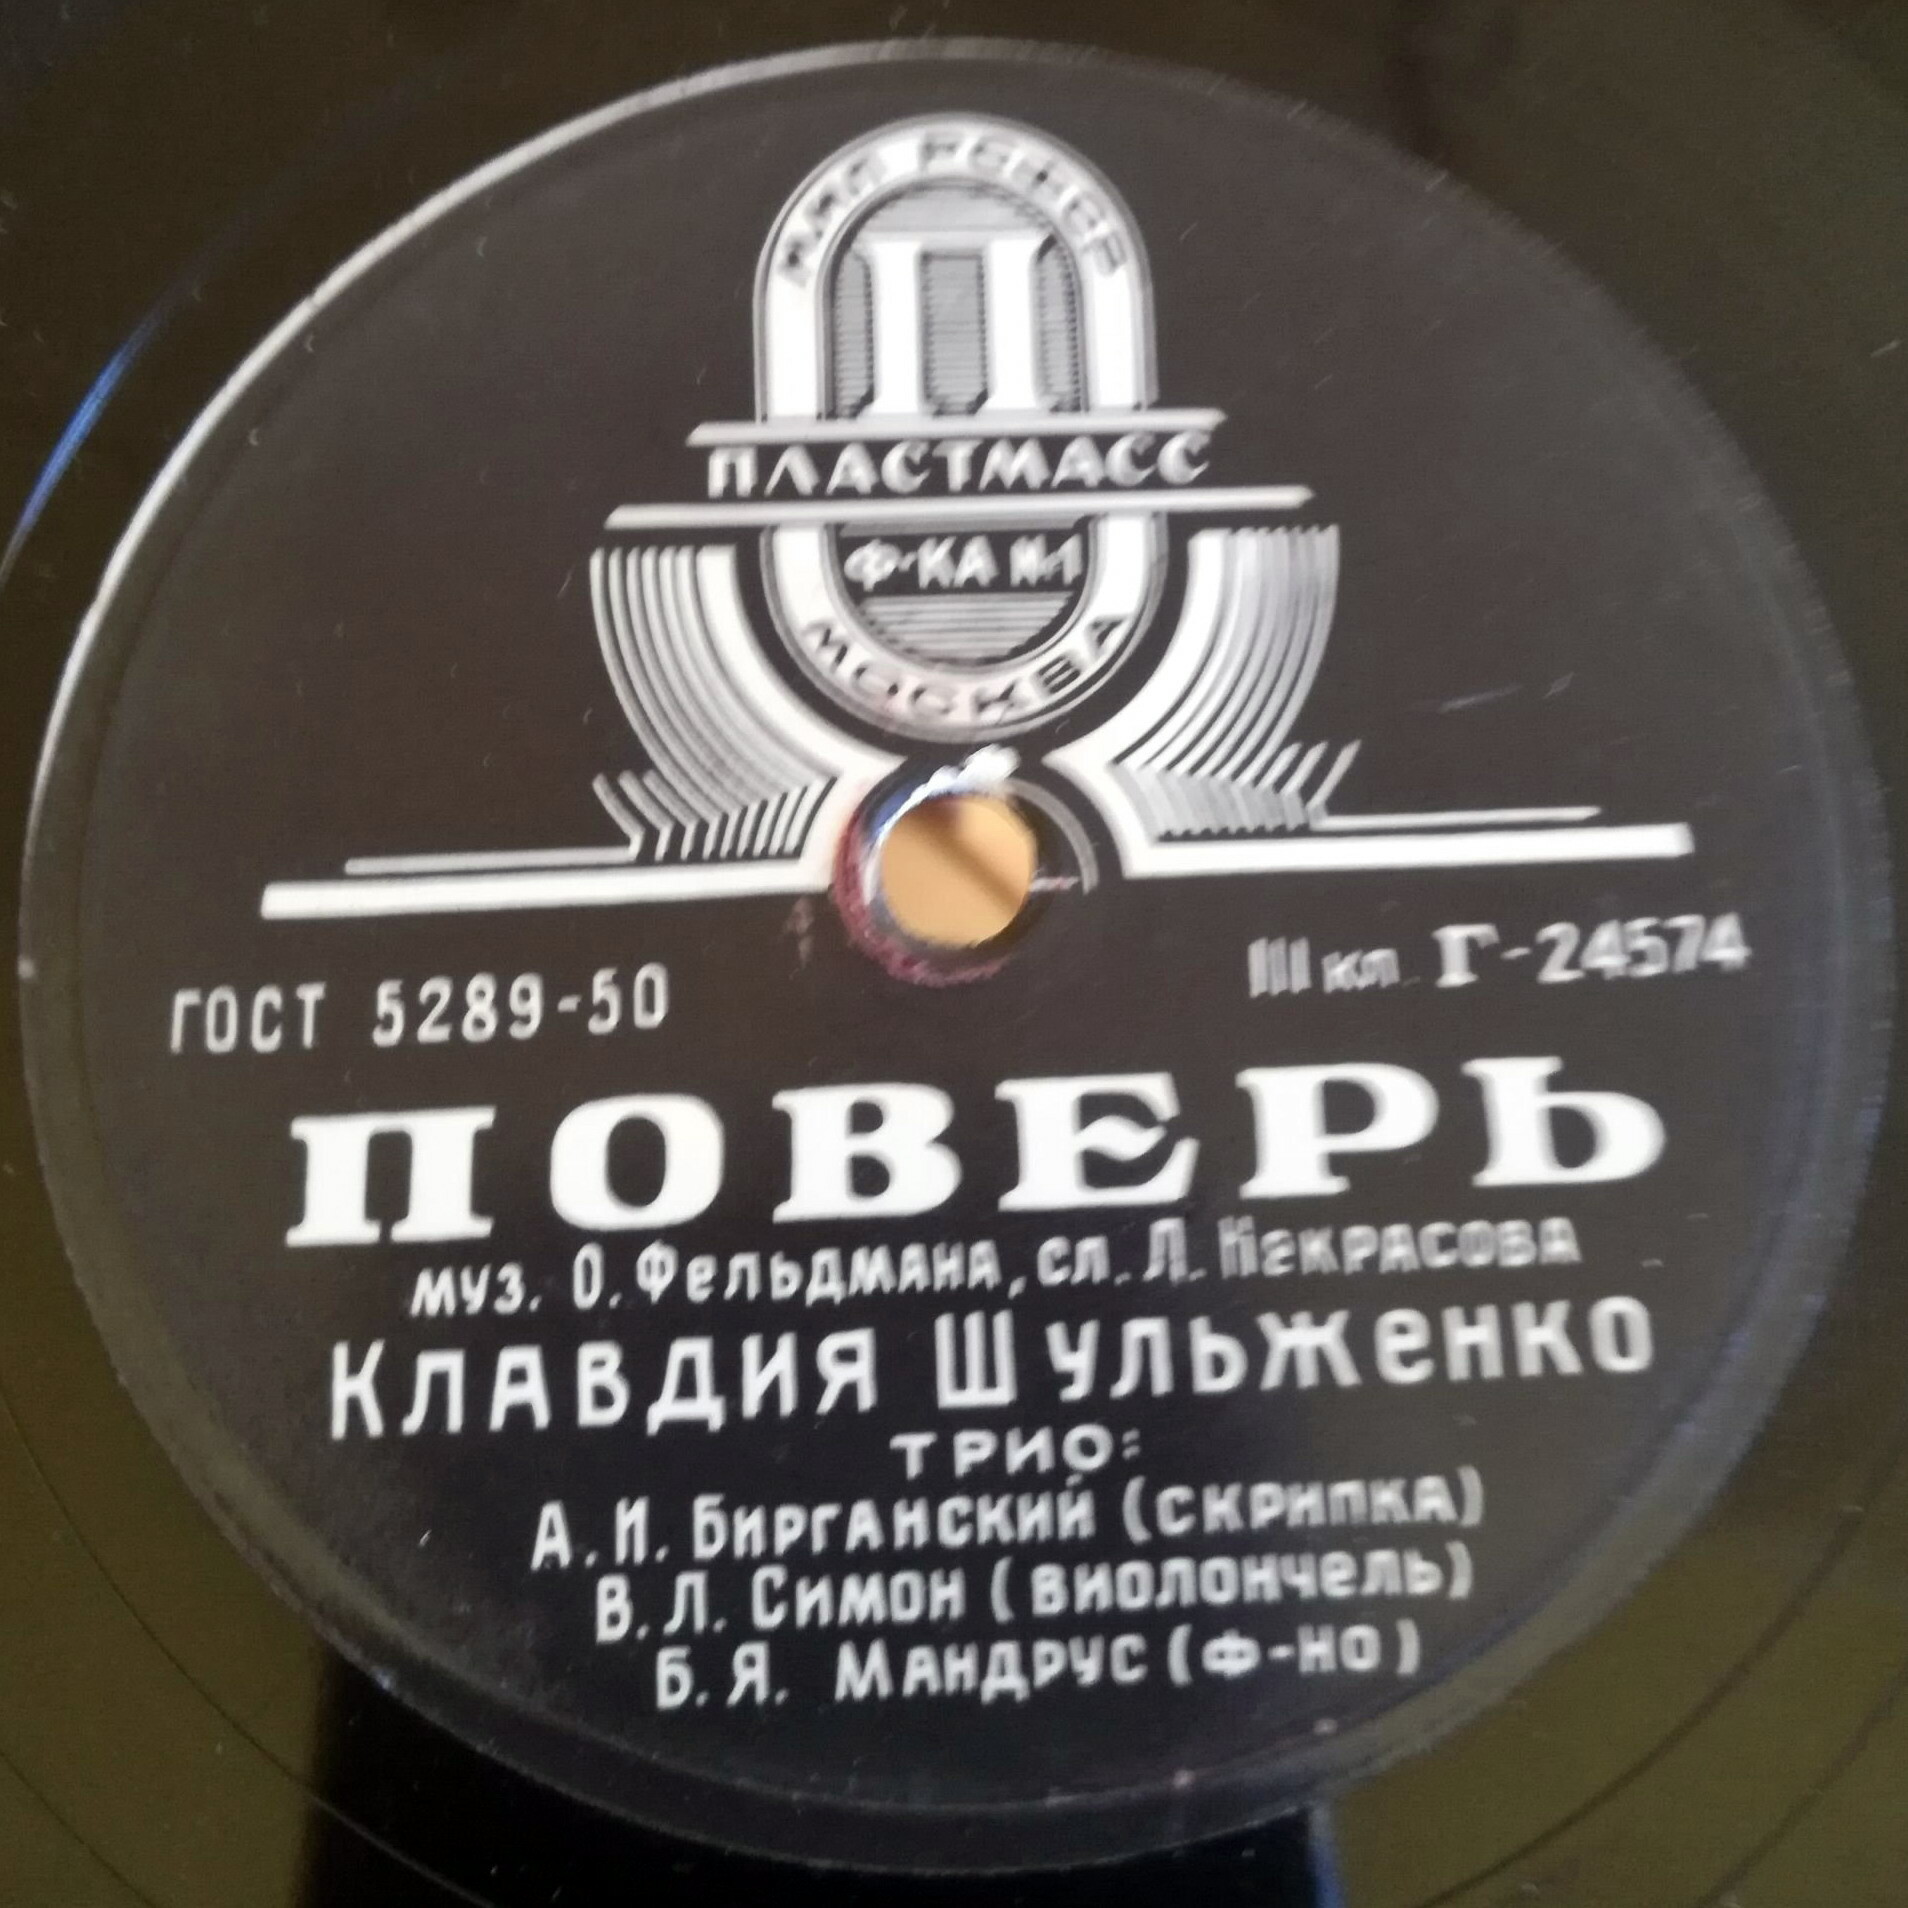 П
ПЛАСТМАСС
Ф-КА №1
МОСКВА
ГОСТ 5289-50
III кл. Г-24574
ПОВЕРЬ
муз. О. Фельдмана, сл. Л. Некрасова
Клавдия Шульженко
ТРИО:
А. И. Бирганский (скрипка)
В. Л. Симон (виолончель)
Б. Я. Мандрус (ф-но)